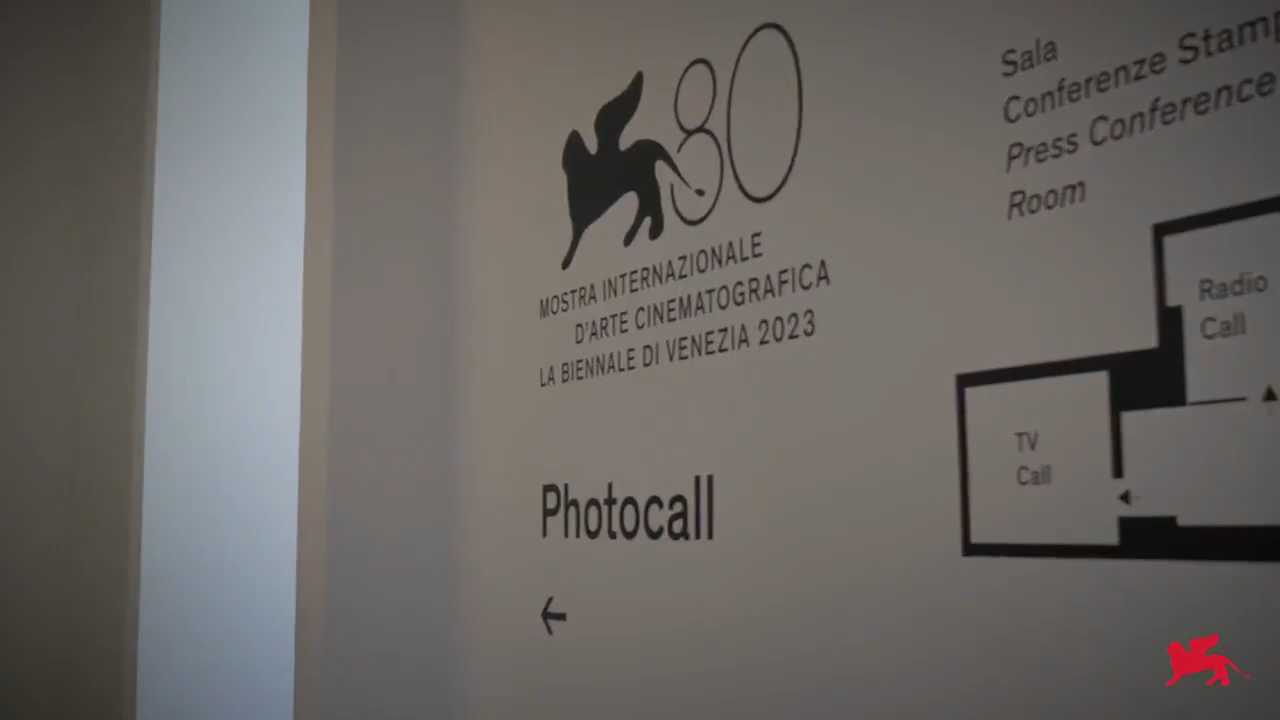 80
MOSTRA INTERNAZIONALE
D'ARTE CINEMATOGRAFICA
LA BIENNALE DI VENEZIA 2023
Photocall
←
Sala
Conferenze Stamp
Press Conference
Room
Radio
Call
TV
Call